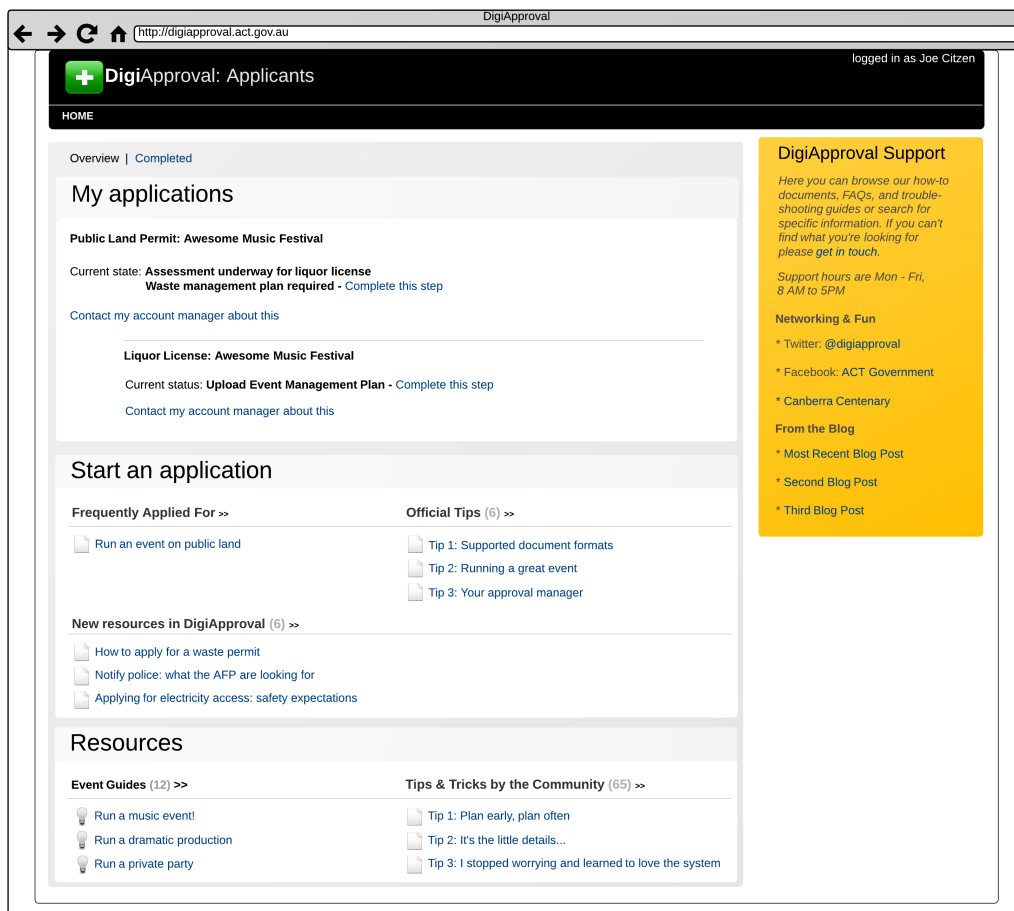 DigiApproval
http://digiapproval.act.gov.au
logged in as Joe Citzen
DigiApproval: Applicants
HOME
Overview | Completed
My applications
Public Land Permit: Awesome Music Festival
Current state: Assessment underway for liquor license
Waste management plan required - Complete this step
Contact my account manager about this
Liquor License: Awesome Music Festival
Current status: Upload Event Management Plan - Complete this step
Contact my account manager about this
Start an application
Frequently Applied For >>
Run an event on public land
Official Tips (6) >>
Tip 1: Supported document formats
Tip 2: Running a great event
Tip 3: Your approval manager
New resources in DigiApproval (6) >>
How to apply for a waste permit
Notify police: what the AFP are looking for
Applying for electricity access: safety expectations
Resources
Event Guides (12) >>
Run a music event!
Run a dramatic production
Run a private party
Tips & Tricks by the Community (65) >>
Tip 1: Plan early, plan often
Tip 2: It's the little details...
Tip 3: I stopped worrying and learned to love the system
DigiApproval Support
Here you can browse our how-to
documents, FAQs, and trouble-
shooting guides or search for
specific information. If you can't
find what you're looking for
please get in touch.
Support hours are Mon - Fri,
8 AM to 5PM
Networking & Fun
* Twitter: @digiapproval
* Facebook: ACT Government
* Canberra Centenary
From the Blog
* Most Recent Blog Post
* Second Blog Post
* Third Blog Post